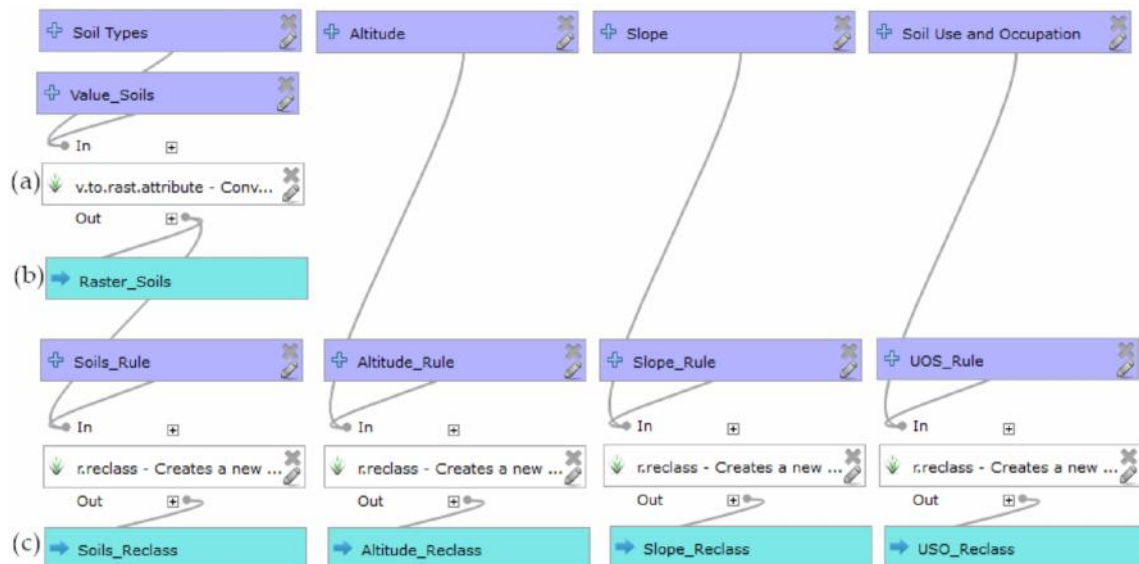 Soil Types
Altitude
Slope
Soil Use and Occupation
Value_Soils
In
(a)
v.to.rast.attribute - Conv...
Out
(b)
Raster_Soils
Soils_Rule
Altitude_Rule
Slope_Rule
UOS_Rule
In
In
In
In
r.reclass - Creates a new ...
r.reclass - Creates a new ...
r.reclass - Creates a new ...
r.reclass - Creates a new ...
Out
Out
Out
Out
(c)
Soils_Reclass
Altitude_Reclass
Slope_Reclass
USO_Reclass